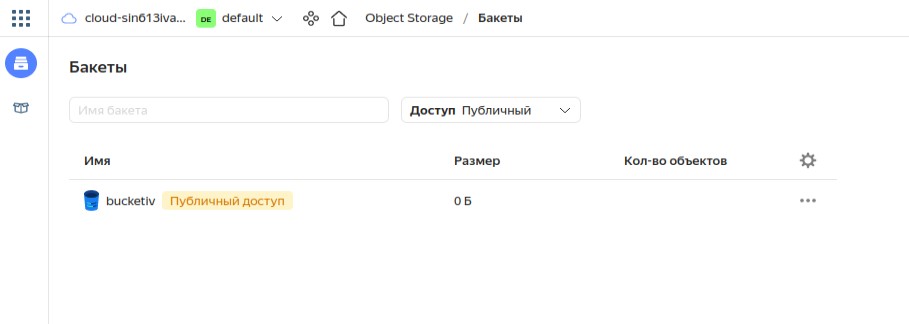 cloud-sin613iva... DE default Object Storage / Бакеты
Бакеты
Имя бакета Доступ Публичный
Имя Размер Кол-во объектов
bucketiv Публичный доступ 0 Б